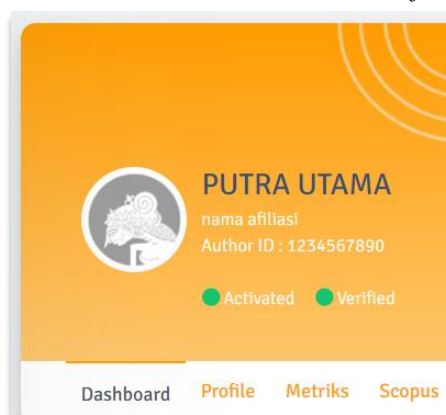 PUTRA UTAMA
nama afiliasi
Author ID : 1234567890
Activated Verified
Dashboard Profile Metriks Scopus